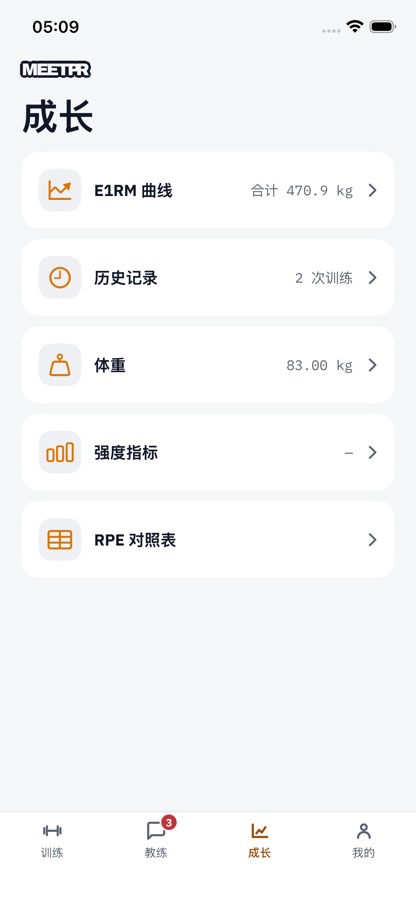 05:09
MEETPR
成长
E1RM 曲线 合计 470.9 kg
历史记录 2 次训练
体重 83.00 kg
强度指标 –
RPE 对照表
3
训练 教练 成长 我的